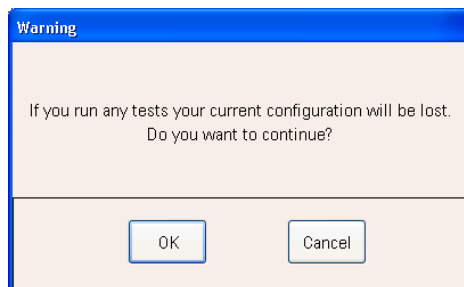 Warning
If you run any tests your current configuration will be lost.
Do you want to continue?
OK
Cancel